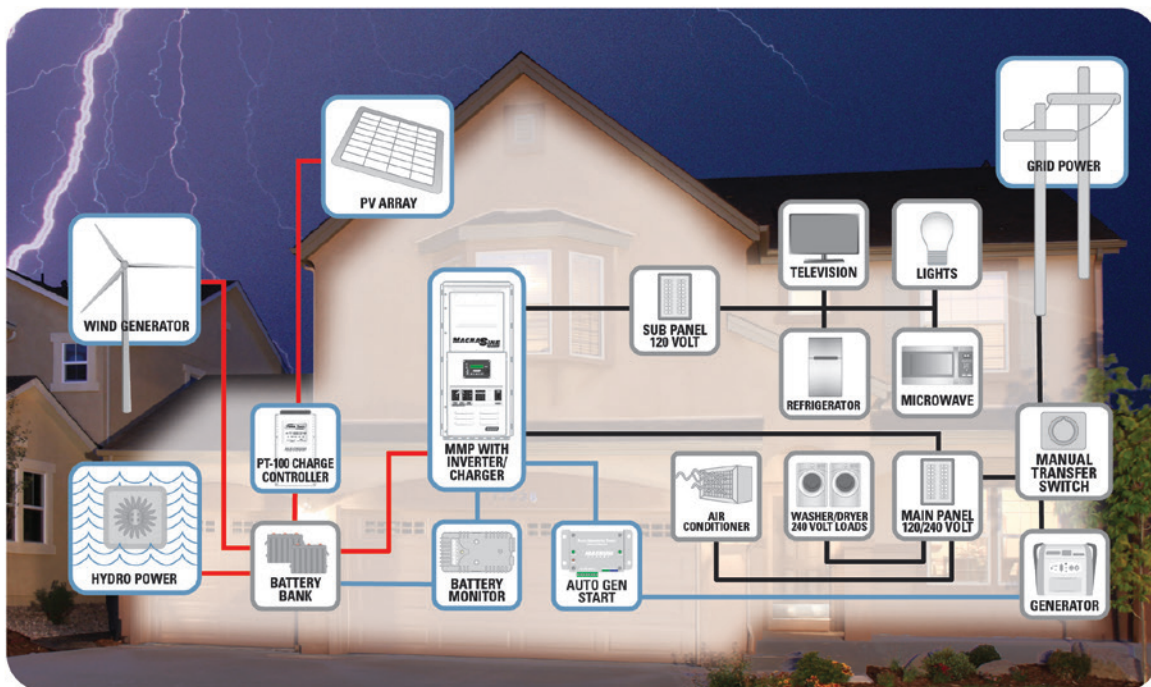 PV ARRAY
GRID POWER
WIND GENERATOR
TELEVISION
LIGHTS
SUB PANEL
120 VOLT
REFRIGERATOR
MICROWAVE
MAGNASINE
PT-100 CHARGE
CONTROLLER
MMP WITH
INVERTER/
CHARGER
MANUAL
TRANSFER
SWITCH
AIR
CONDITIONER
WASHER/DRYER
240 VOLT LOADS
MAIN PANEL
120/240 VOLT
HYDRO POWER
BATTERY
BANK
BATTERY
MONITOR
AUTO GEN
START
GENERATOR